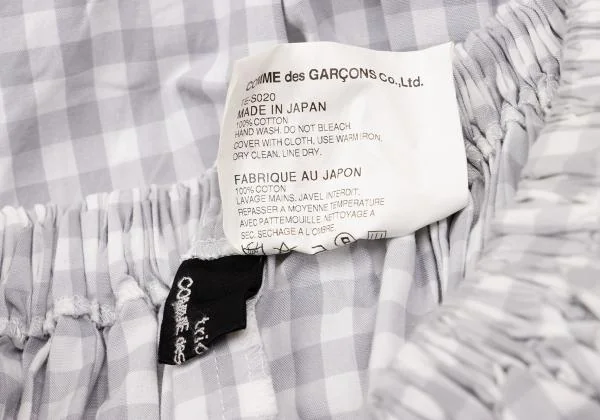 COMME des GARÇONS Co.,Ltd.
TE-S020
MADE IN JAPAN
100% COTTON
HAND WASH. DO NOT BLEACH.
COVER WITH CLOTH, USE WARM IRON,
DRY CLEAN. LINE DRY.
FABRIQUE AU JAPON
100% COTON
LAVAGE MAINS. JAVEL INTERDIT.
REPASSER A MOYENNE TEMPERATURE
AVEC PATTEMOUILLE. NETTOYAGE A
SEC. SECHAGE A L'OMBRE.
tric
COMME des